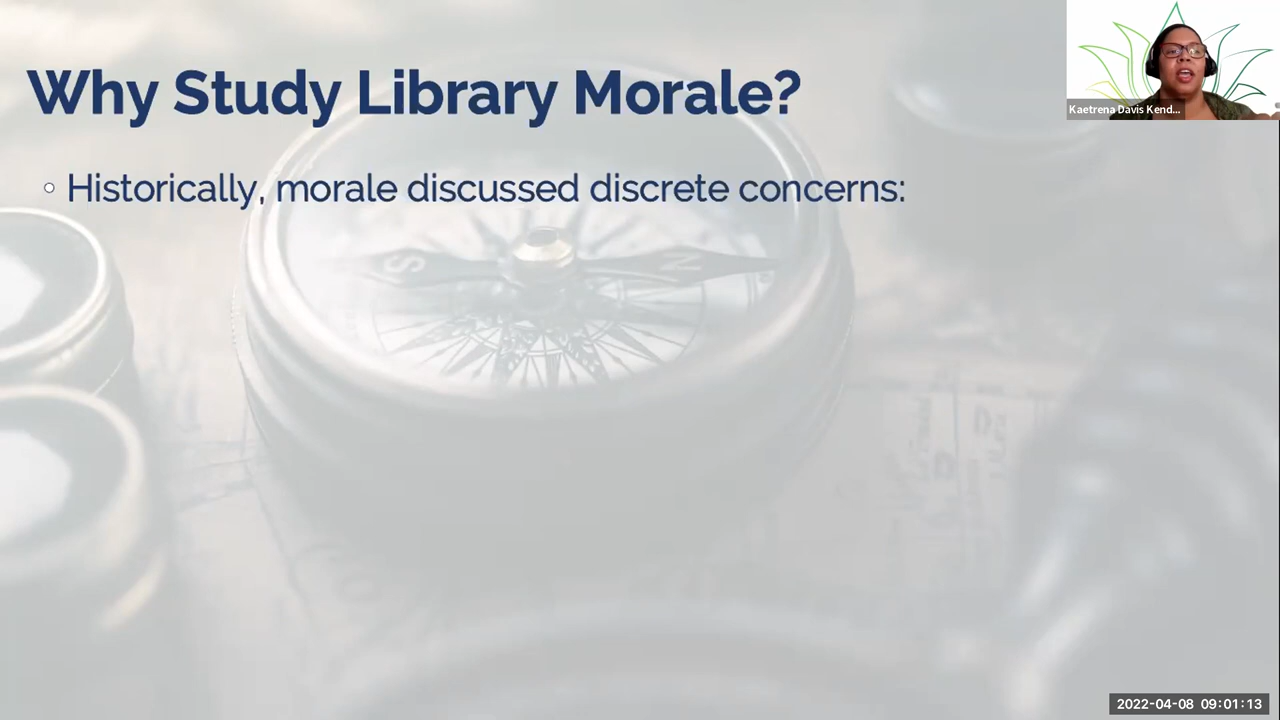 Why Study Library Morale?
Historically, morale discussed discrete concerns:
Kaetrena Davis Kend...
S
N
2022-04-08 09:01:13